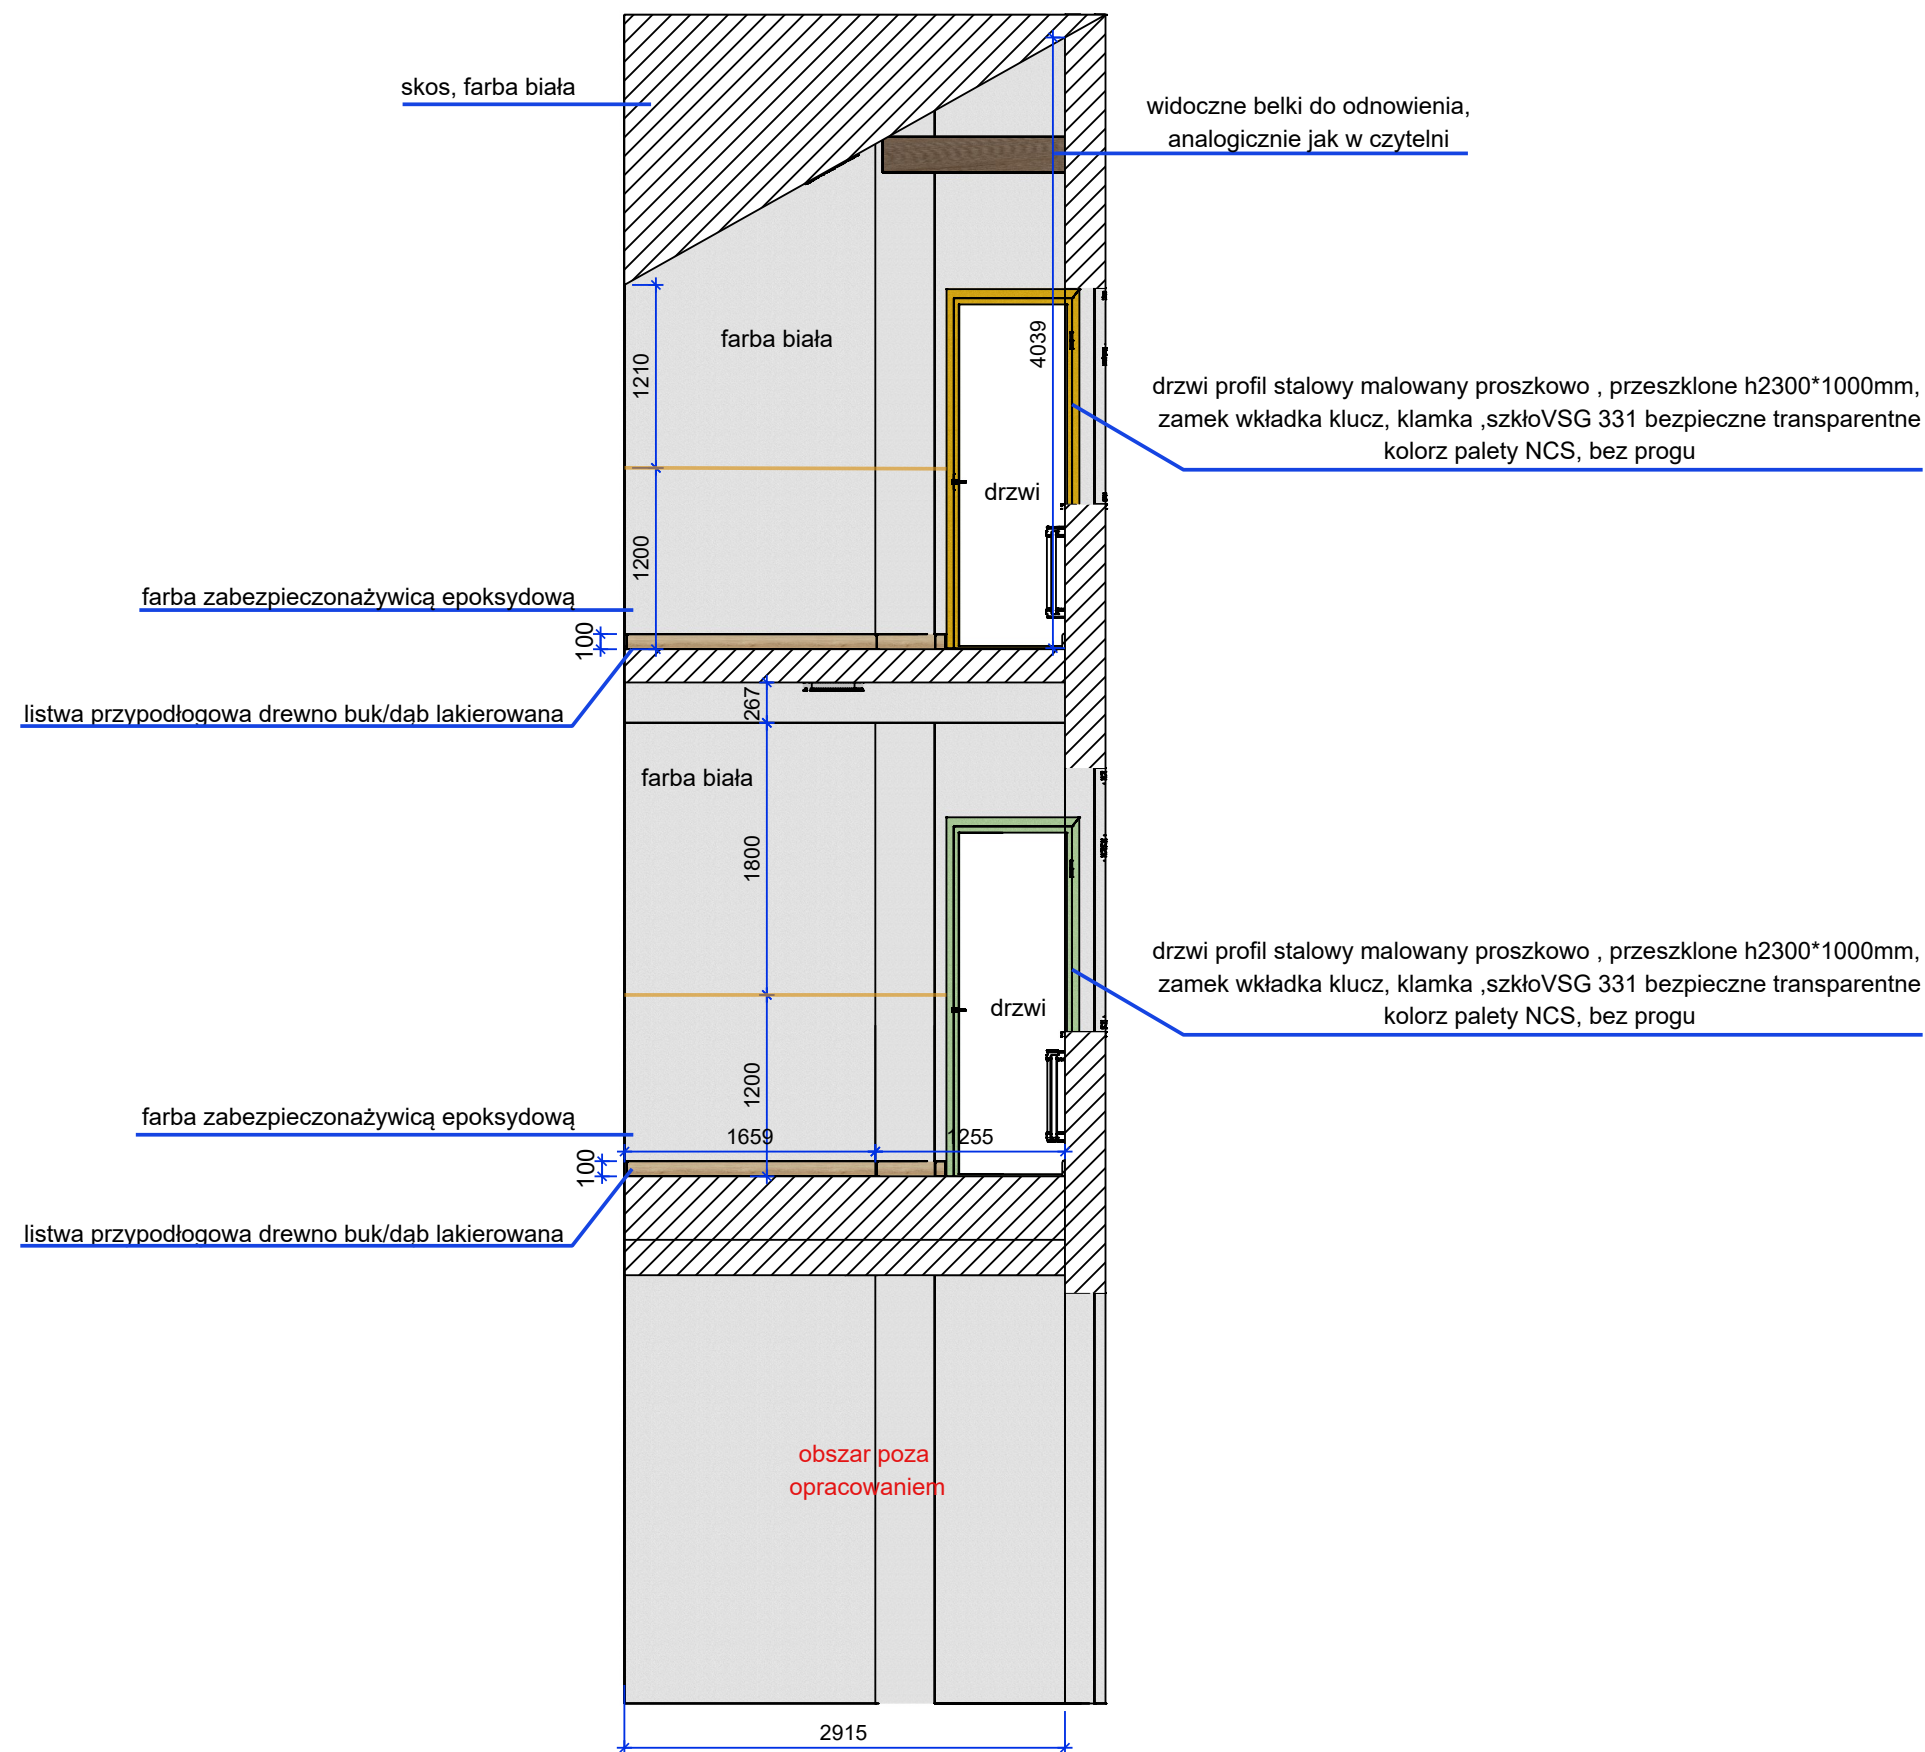 skos, farba biała
widoczne belki do odnowienia,
analogicznie jak w czytelni
farba biała
4039
1210
drzwi profil stalowy malowany proszkowo , przeszklone h2300*1000mm,
zamek wkładka klucz, klamka ,szkłoVSG 331 bezpieczne transparentne
kolorz palety NCS, bez progu
drzwi
1200
farba zabezpieczonażywicą epoksydową
100
listwa przypodłogowa drewno buk/dąb lakierowana
267
farba biała
1800
drzwi profil stalowy malowany proszkowo , przeszklone h2300*1000mm,
zamek wkładka klucz, klamka ,szkłoVSG 331 bezpieczne transparentne
kolorz palety NCS, bez progu
drzwi
1200
farba zabezpieczonażywicą epoksydową
1659
1255
100
listwa przypodłogowa drewno buk/dąb lakierowana
obszar poza
opracowaniem
2915